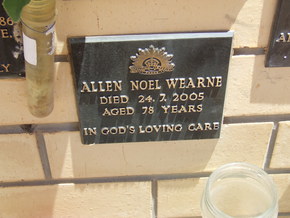 ALLEN NOEL WEARNE
DIED 24.7.2005
AGED 78 YEARS
IN GOD'S LOVING CARE